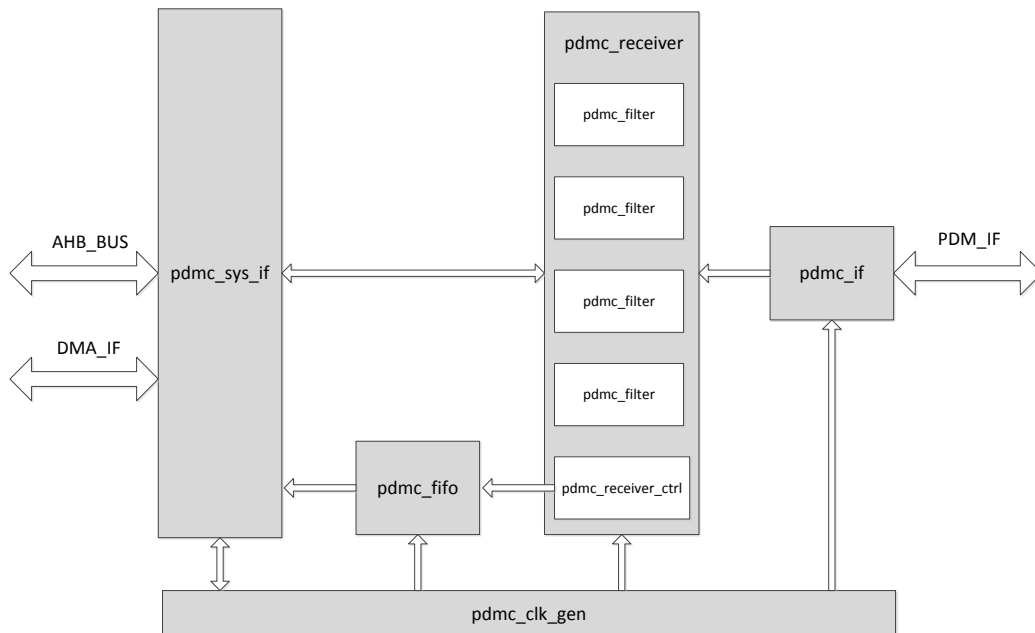 pdmc_receiver
pdmc_filter
pdmc_filter
AHB_BUS
PDM_IF
pdmc_sys_if
pdmc_if
pdmc_filter
DMA_IF
pdmc_filter
pdmc_fifo
pdmc_receiver_ctrl
pdmc_clk_gen